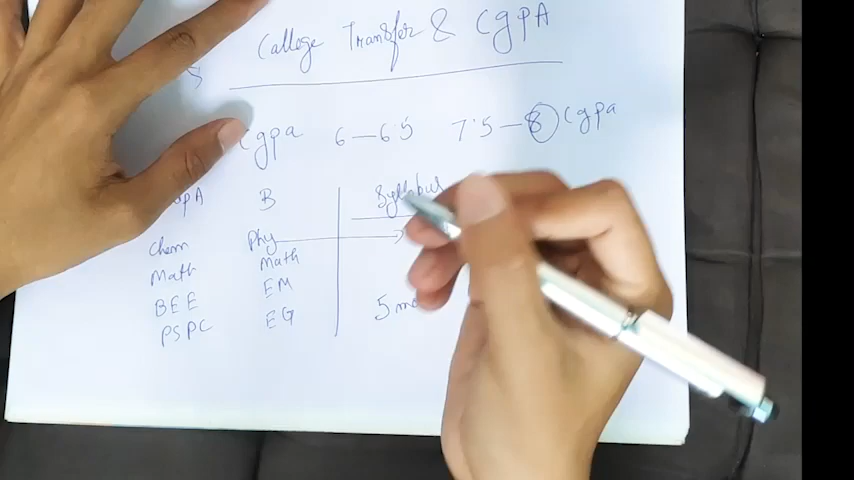 College Transfer & CgpA
Cgpa 6 – 6.5 7.5 – 8 Cgpa
B Syllabus
Chem Phy
Math Math
BEE EM
PSPC EG 5